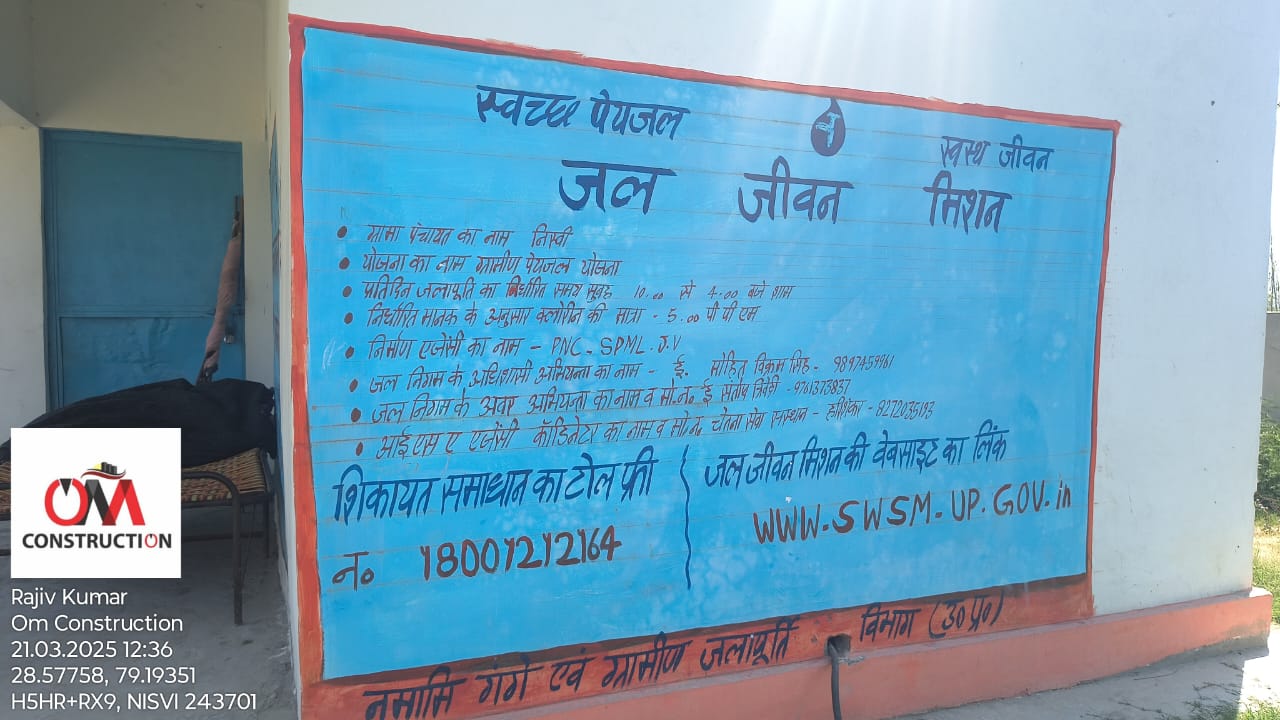 स्वच्छ पेयजल
स्वस्थ जीवन
जल जीवन मिशन
• ग्रामा पंचायत का नाम निस्वी
• योजना का नाम ग्रामीण पेयजल योजना
• प्रतिदिन जलापूर्ति का निर्धारित समय सुवह 10.00 से 4.00 बजे शाम
• निर्धारित मानक के अनुसार क्लोरीन की मात्रा - 5.00 पी पी एम
• निर्माण एजेंसी का नाम - PNC - SPML . J.V
• जल निगम के अधिशासी अभियन्ता का नाम - ई. मोहित विक्रम सिंह - 9897459961
• जल निगम के अवर अभियन्ता का नाम व मो.न. ई संतोष त्रिवेदी - 9761373837
• आई एस ए एजेंसी कॉडिनेटर का नाम व मो.न. चेतना सेवा संस्थान - - 8272035193
शिकायत समाधान का टोल फ्री
न० 18001212164
जल जीवन मिशन की वेबसाइट का लिंक
WWW.SWSM.UP.GOV.in
नमामि गंगे एवं ग्रामीण जलापूर्ति विभाग (उ०प्र०)
OM
CONSTRUCTION
Rajiv Kumar
Om Construction
21.03.2025 12:36
28.57758, 79.19351
H5HR+RX9, NISVI 243701